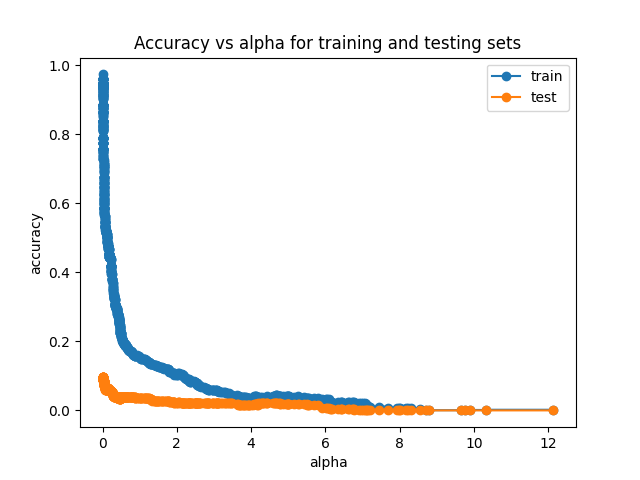 Accuracy vs alpha for training and testing sets
train
test
accuracy
1.0
0.8
0.6
0.4
0.2
0.0
0 2 4 6 8 10 12
alpha